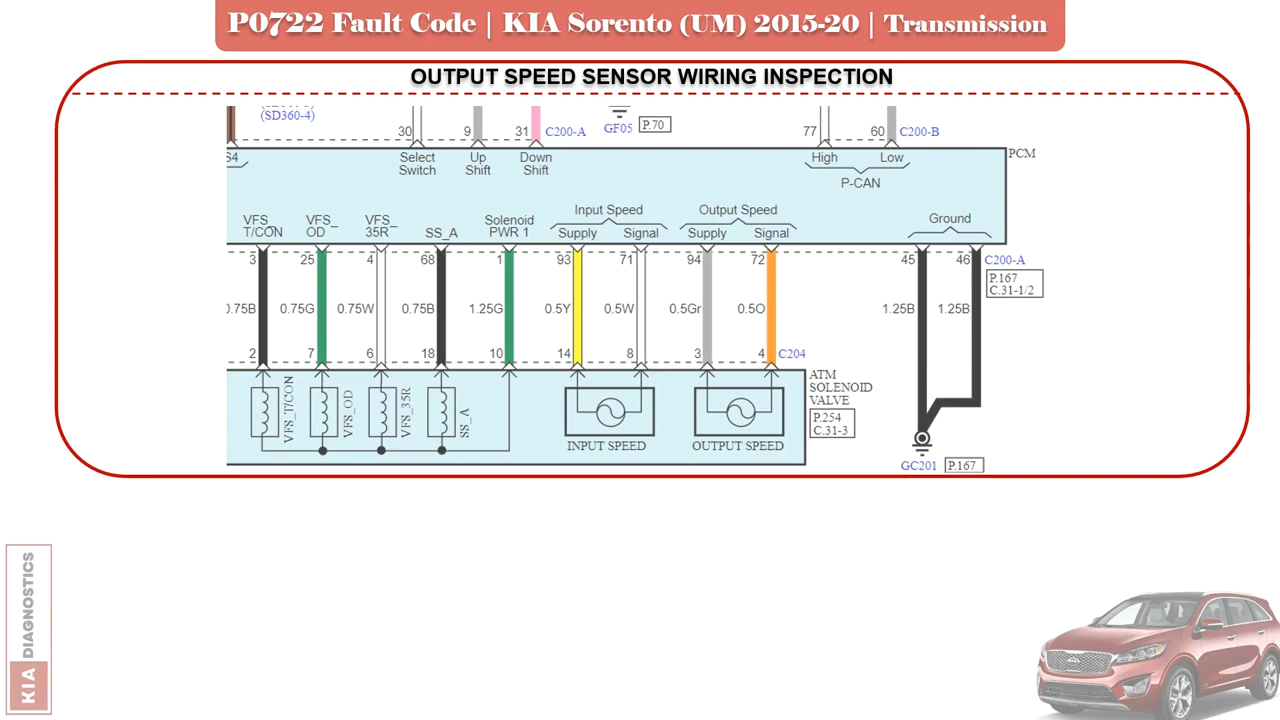 P0722 Fault Code | KIA Sorento (UM) 2015-20 | Transmission
OUTPUT SPEED SENSOR WIRING INSPECTION
(SD360-4)
30 9 31 C200-A GF05 P.70 77 60 C200-B
S4 Select Switch Up Shift Down Shift High Low PCM
P-CAN
Input Speed Output Speed Ground
VFS_T/CON VFS_OD VFS_35R SS_A Solenoid PWR 1 Supply Signal Supply Signal
3 25 4 68 1 93 71 94 72 45 46 C200-A
P.167
C.31-1/2
0.75B 0.75G 0.75W 0.75B 1.25G 0.5Y 0.5W 0.5Gr 0.5O 1.25B 1.25B
2 7 6 18 10 14 8 3 4 C204
VFS_T/CON VFS_OD VFS_35R SS_A
ATM
SOLENOID
VALVE
P.254
C.31-3
INPUT SPEED OUTPUT SPEED
GC201 P.167
KIA DIAGNOSTICS